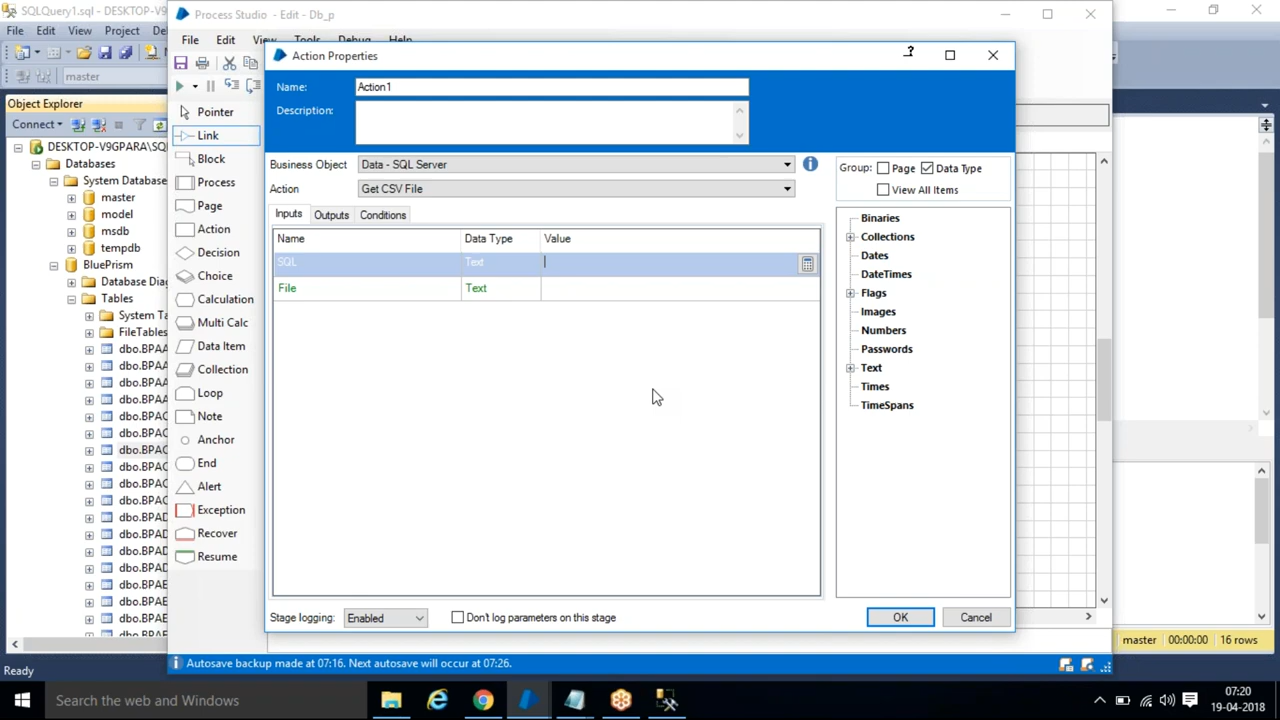 SQLQuery1.sql - DESKTOP-V9
Process Studio - Edit - Db_p
File Edit View Project De
File Edit View Tools Debug Help
Action Properties
master
Name: Action1
Description:
Object Explorer
Connect
DESKTOP-V9GPARA\SQ
Databases
System Database
master
model
msdb
tempdb
BluePrism
Database Diag
Tables
System Ta
FileTables
dbo.BPAA
dbo.BPAA
dbo.BPAA
dbo.BPAA
dbo.BPAC
dbo.BPAC
dbo.BPAC
dbo.BPAC
dbo.BPAC
dbo.BPAC
dbo.BPAD
dbo.BPAD
dbo.BPAD
dbo.BPAD
dbo.BPAE
dbo.BPAE
Pointer
Link
Block
Process
Page
Action
Decision
Choice
Calculation
Multi Calc
Data Item
Collection
Loop
Note
Anchor
End
Alert
Exception
Recover
Resume
Business Object Data - SQL Server
Action Get CSV File
Inputs Outputs Conditions
Name Data Type Value
SQL Text
File Text
Group: Page Data Type
View All Items
Binaries
Collections
Dates
DateTimes
Flags
Images
Numbers
Passwords
Text
Times
TimeSpans
Stage logging: Enabled Don't log parameters on this stage
OK Cancel
master 00:00:00 16 rows
Autosave backup made at 07:16. Next autosave will occur at 07:26.
Ready
Search the web and Windows
07:20
19-04-2018